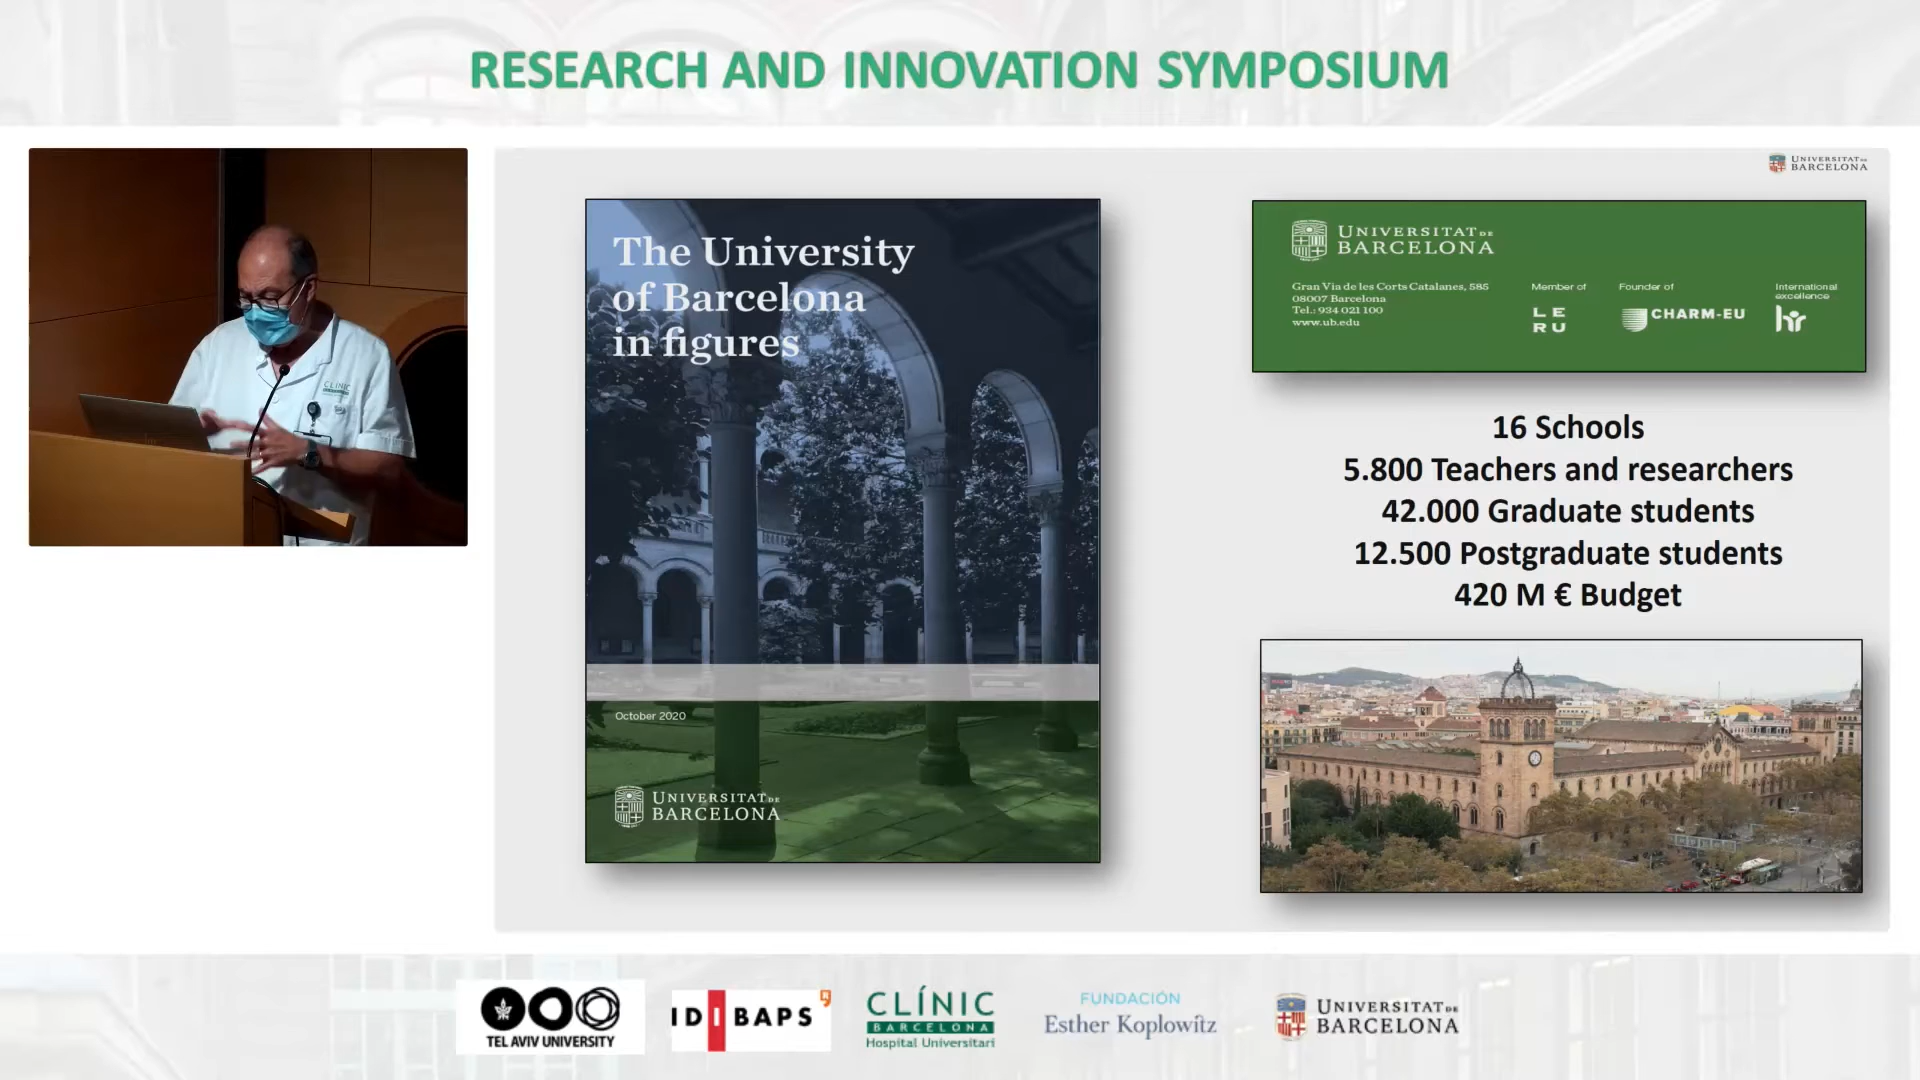 RESEARCH AND INNOVATION SYMPOSIUM
UNIVERSITAT DE
BARCELONA
CLÍNIC
The University
of Barcelona
in figures
October 2020
UNIVERSITAT DE
BARCELONA
UNIVERSITAT DE
BARCELONA
Gran Via de les Corts Catalanes, 585
08007 Barcelona
Tel.: 934 021 100
www.ub.edu
Member of
LE
RU
Founder of
CHARM-EU
International
excellence
16 Schools
5.800 Teachers and researchers
42.000 Graduate students
12.500 Postgraduate students
420 M € Budget
TEL AVIV UNIVERSITY
IDIBAPS
CLÍNIC
BARCELONA
Hospital Universitari
FUNDACIÓN
Esther Koplowitz
UNIVERSITAT DE
BARCELONA